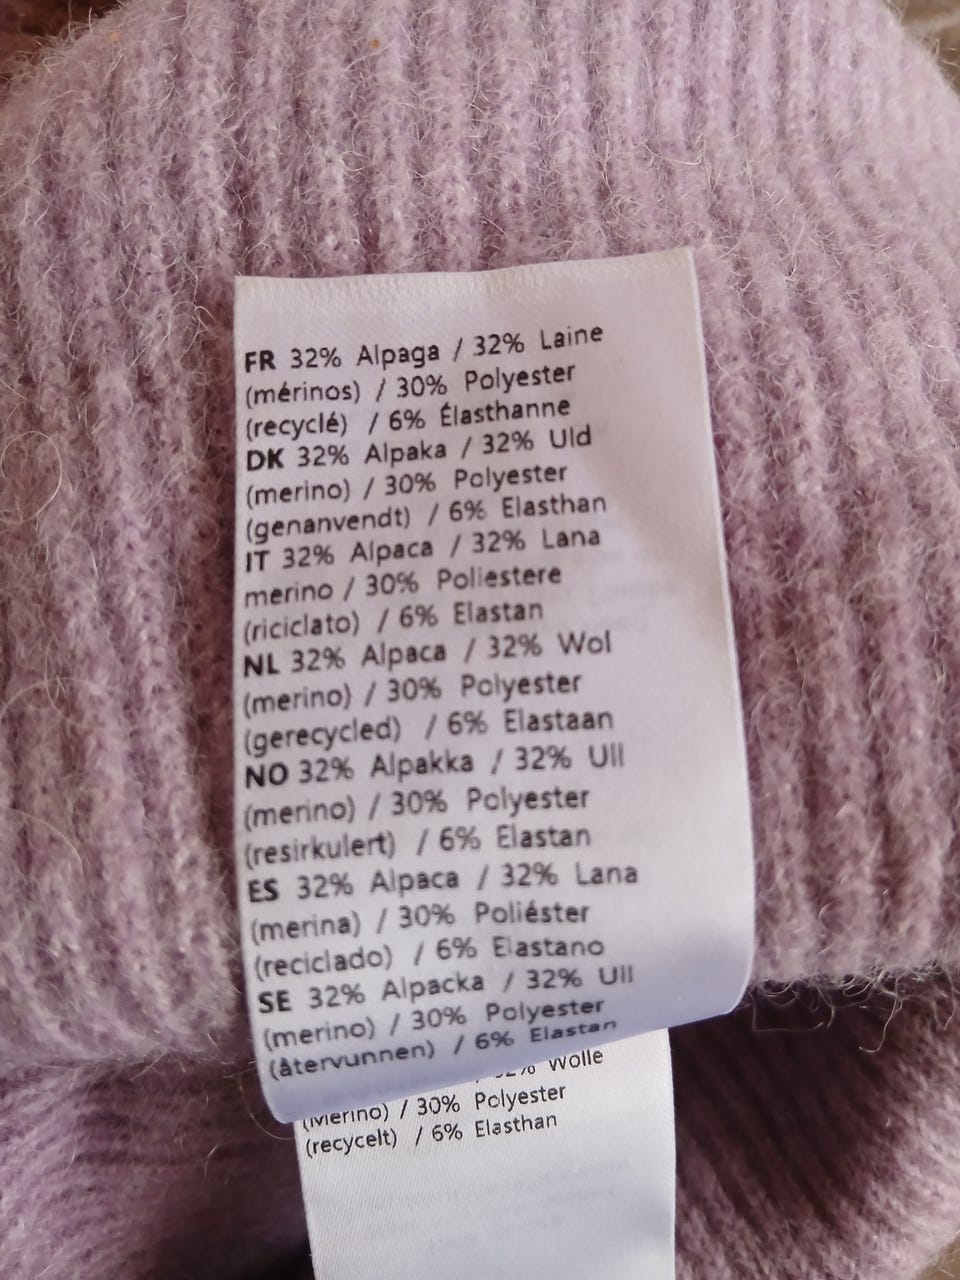 FR 32% Alpaga / 32% Laine
(mérinos) / 30% Polyester
(recyclé) / 6% Élasthanne
DK 32% Alpaka / 32% Uld
(merino) / 30% Polyester
(genanvendt) / 6% Elasthan
IT 32% Alpaca / 32% Lana
merino / 30% Poliestere
(riciclato) / 6% Elastan
NL 32% Alpaca / 32% Wol
(merino) / 30% Polyester
(gerecycled) / 6% Elastaan
NO 32% Alpakka / 32% Ull
(merino) / 30% Polyester
(resirkulert) / 6% Elastan
ES 32% Alpaca / 32% Lana
(merina) / 30% Poliéster
(reciclado) / 6% Elastano
SE 32% Alpacka / 32% Ull
(merino) / 30% Polyester
(återvunnen) / 6% Elastan
/ 32% Wolle
(Merino) / 30% Polyester
(recycelt) / 6% Elasthan